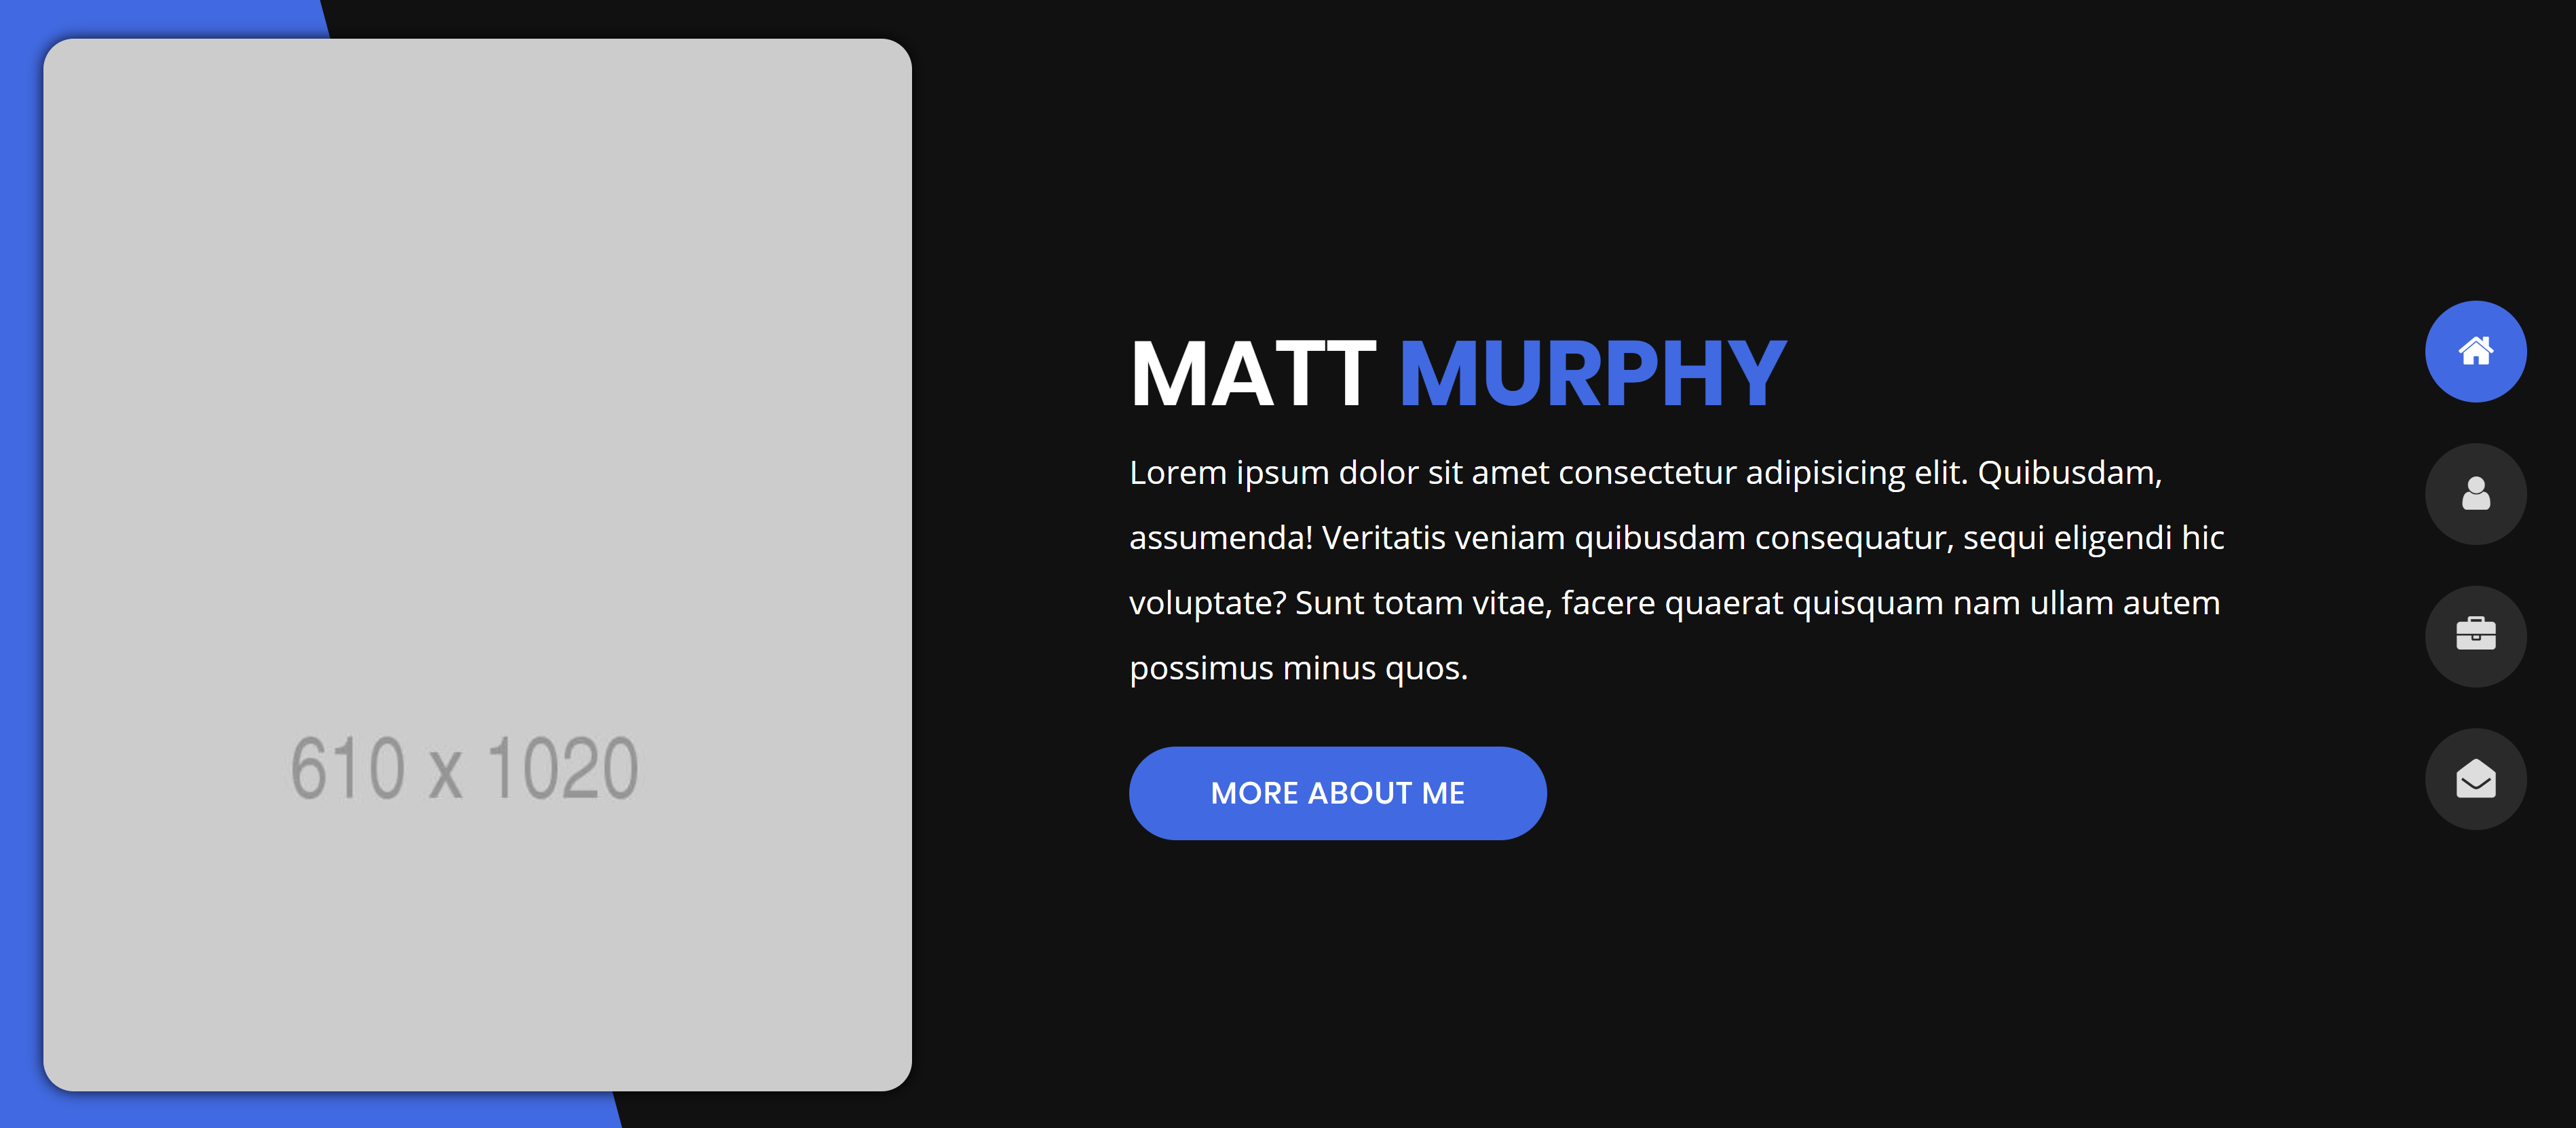 610 x 1020
MATT MURPHY
Lorem ipsum dolor sit amet consectetur adipisicing elit. Quibusdam,
assumenda! Veritatis veniam quibusdam consequatur, sequi eligendi hic
voluptate? Sunt totam vitae, facere quaerat quisquam nam ullam autem
possimus minus quos.
MORE ABOUT ME